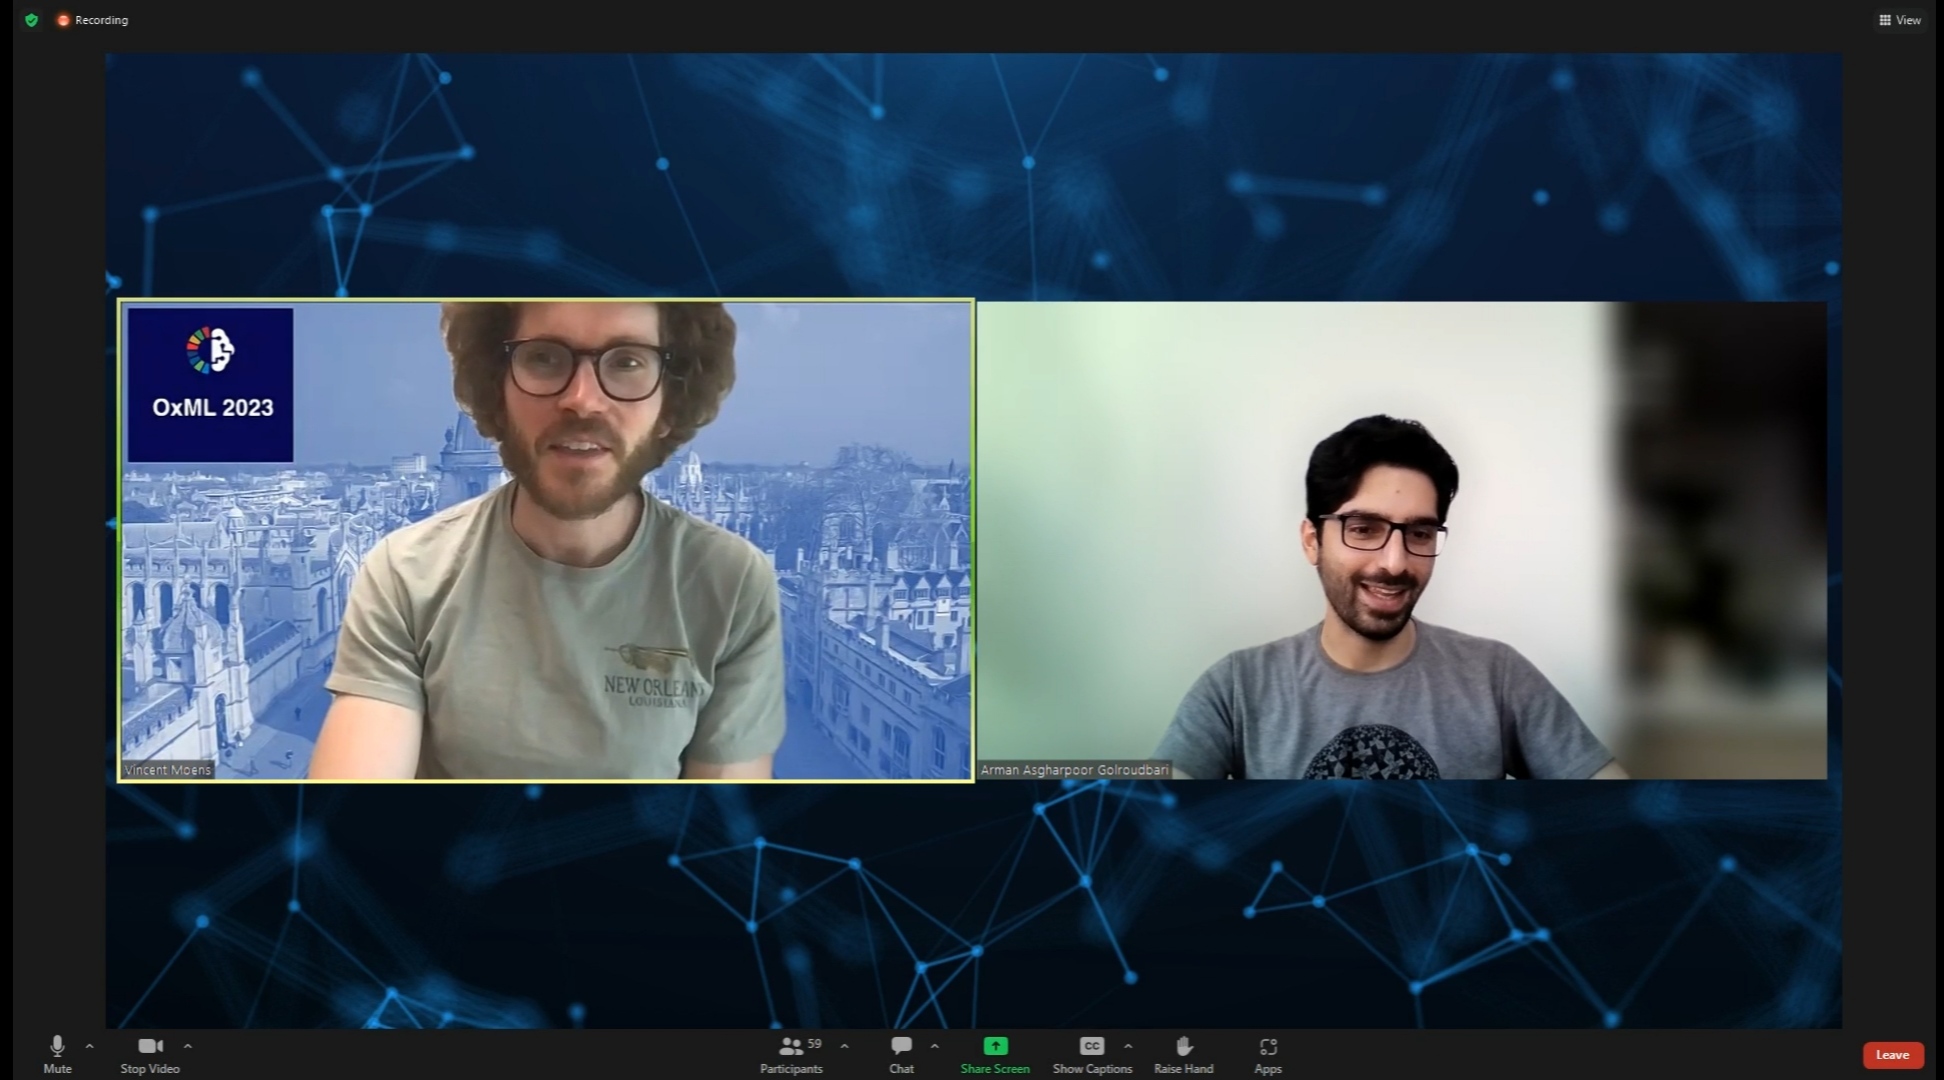 Recording
View
OxML 2023
NEW ORLEANS
LOUISIANA
Vincent Moens
Arman Asgharpoor Golroudbari
Mute
Stop Video
59
Participants
Chat
Share Screen
CC
Show Captions
Raise Hand
Apps
Leave